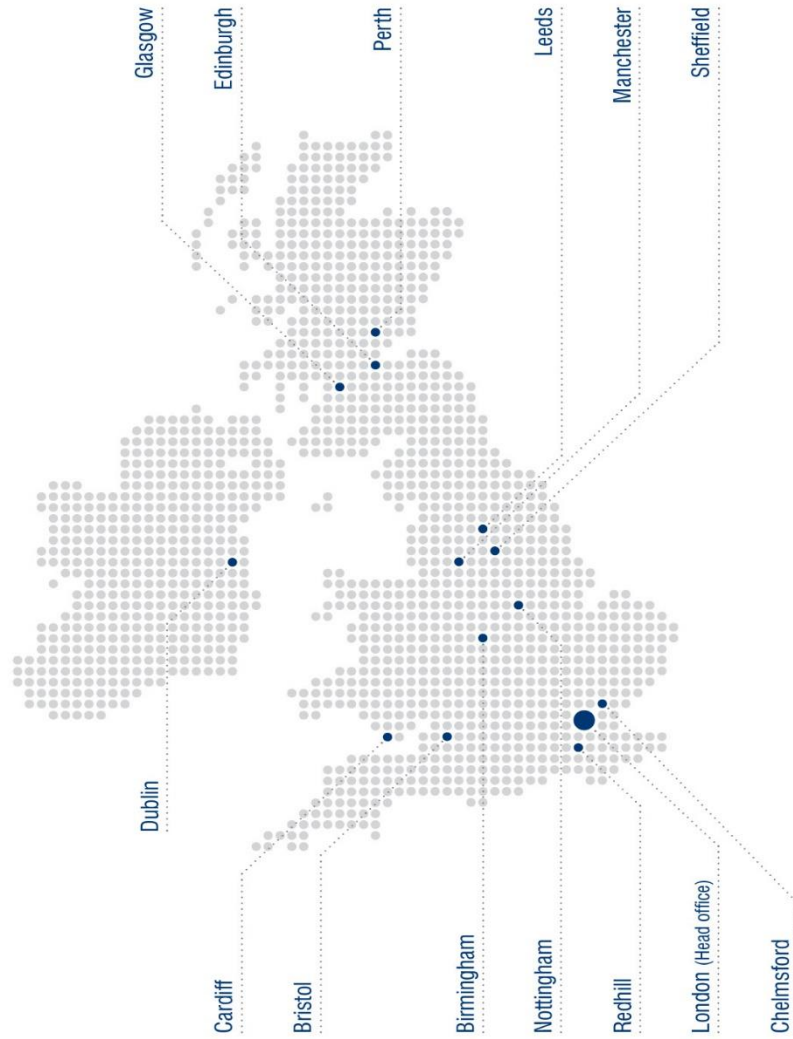 Glasgow
Edinburgh
Perth
Leeds
Manchester
Sheffield
Dublin
Cardiff
Bristol
Birmingham
Nottingham
Redhill
London (Head office)
Chelmsford